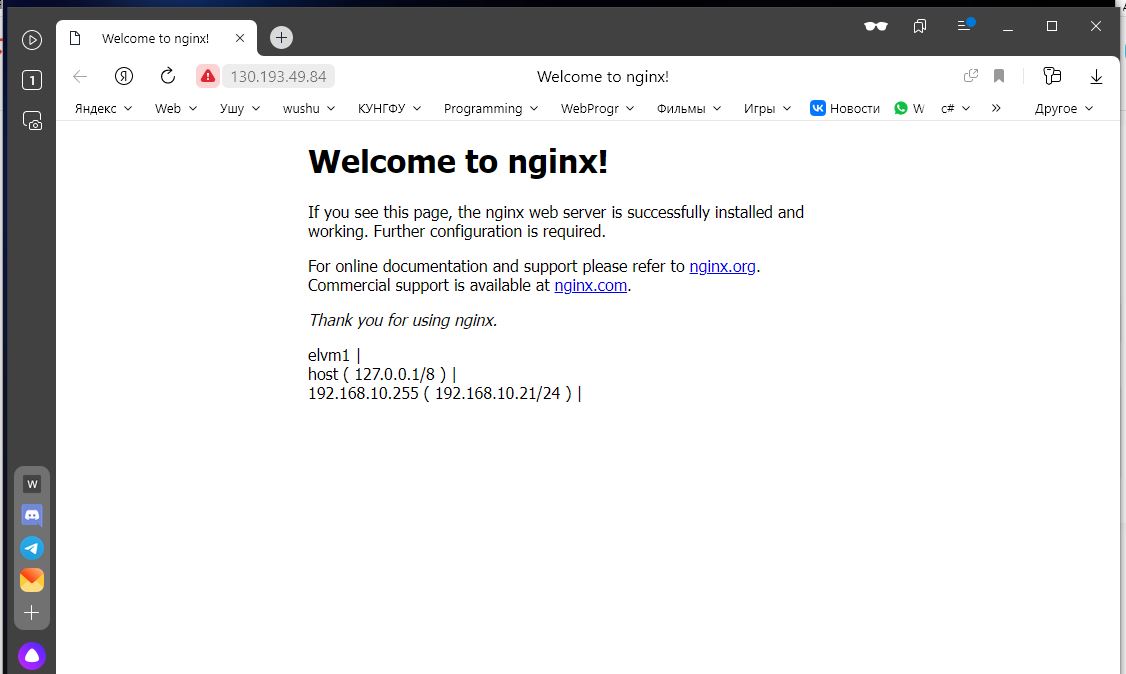 Welcome to nginx!
1
Я
130.193.49.84
Welcome to nginx!
Яндекс
Web
Ушу
wushu
КУНГФУ
Programming
WebProgr
Фильмы
Игры
Новости
W
c#
»
Другое
Welcome to nginx!
If you see this page, the nginx web server is successfully installed and
working. Further configuration is required.
For online documentation and support please refer to nginx.org.
Commercial support is available at nginx.com.
Thank you for using nginx.
elvm1 |
host ( 127.0.0.1/8 ) |
192.168.10.255 ( 192.168.10.21/24 ) |
W